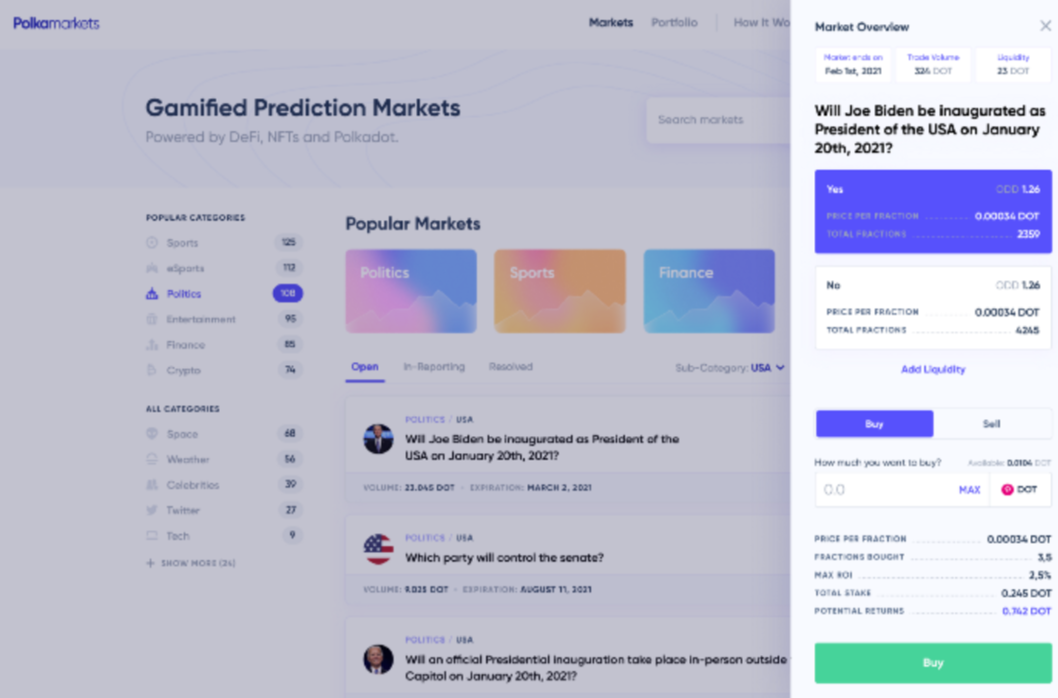 Polkamarkets
Markets
Portfolio
How It Wo
Gamified Prediction Markets
Powered by DeFi, NFTs and Polkadot.
Search markets
POPULAR CATEGORIES
Sports 125
eSports 112
Politics 108
Entertainment 95
Finance 85
Crypto 74
ALL CATEGORIES
Space 68
Weather 56
Celebrities 39
Twitter 27
Tech 9
+ SHOW MORE (24)
Popular Markets
Politics
Sports
Finance
Open
In-Reporting
Resolved
Sub-Category: USA
POLITICS / USA
Will Joe Biden be inaugurated as President of the
USA on January 20th, 2021?
VOLUME: 23.045 DOT · EXPIRATION: MARCH 2, 2021
POLITICS / USA
Which party will control the senate?
VOLUME: 9.025 DOT · EXPIRATION: AUGUST 11, 2021
POLITICS / USA
Will an official Presidential inauguration take place in-person outside
Capitol on January 20th, 2021?
Market Overview
Market ends on
Feb 1st, 2021
Trade Volume
324 DOT
Liquidity
23 DOT
Will Joe Biden be inaugurated as
President of the USA on January
20th, 2021?
Yes ODD 1.26
PRICE PER FRACTION 0.00034 DOT
TOTAL FRACTIONS 2359
No ODD 1.26
PRICE PER FRACTION 0.00034 DOT
TOTAL FRACTIONS 4245
Add Liquidity
Buy
Sell
How much you want to buy? Available: 0.0104 DOT
0.0 MAX DOT
PRICE PER FRACTION 0.00034 DOT
FRACTIONS BOUGHT 3,5
MAX ROI 2,5%
TOTAL STAKE 0.245 DOT
POTENTIAL RETURNS 0.742 DOT
Buy